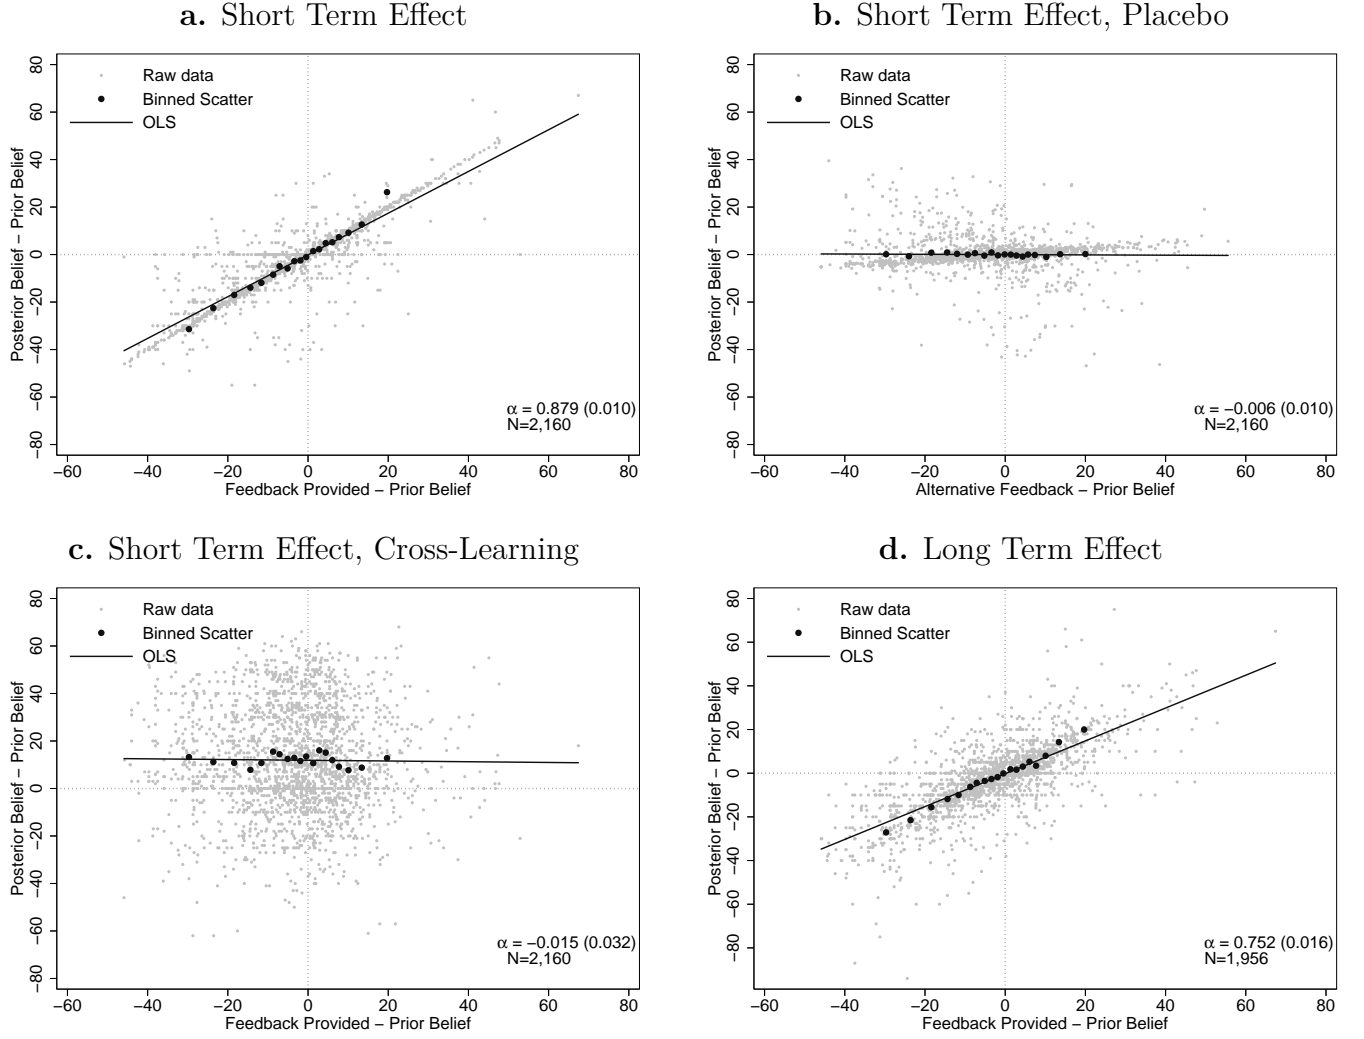 a. Short Term Effect
80
60
40
20
0
−20
−40
−60
−80
Posterior Belief − Prior Belief
Raw data
Binned Scatter
OLS
α = 0.879 (0.010)
N=2,160
−60 −40 −20 0 20 40 60 80
Feedback Provided − Prior Belief
b. Short Term Effect, Placebo
80
60
40
20
0
−20
−40
−60
−80
Posterior Belief − Prior Belief
Raw data
Binned Scatter
OLS
α = −0.006 (0.010)
N=2,160
−60 −40 −20 0 20 40 60 80
Alternative Feedback − Prior Belief
c. Short Term Effect, Cross-Learning
80
60
40
20
0
−20
−40
−60
−80
Posterior Belief − Prior Belief
Raw data
Binned Scatter
OLS
α = −0.015 (0.032)
N=2,160
−60 −40 −20 0 20 40 60 80
Feedback Provided − Prior Belief
d. Long Term Effect
80
60
40
20
0
−20
−40
−60
−80
Posterior Belief − Prior Belief
Raw data
Binned Scatter
OLS
α = 0.752 (0.016)
N=1,956
−60 −40 −20 0 20 40 60 80
Feedback Provided − Prior Belief